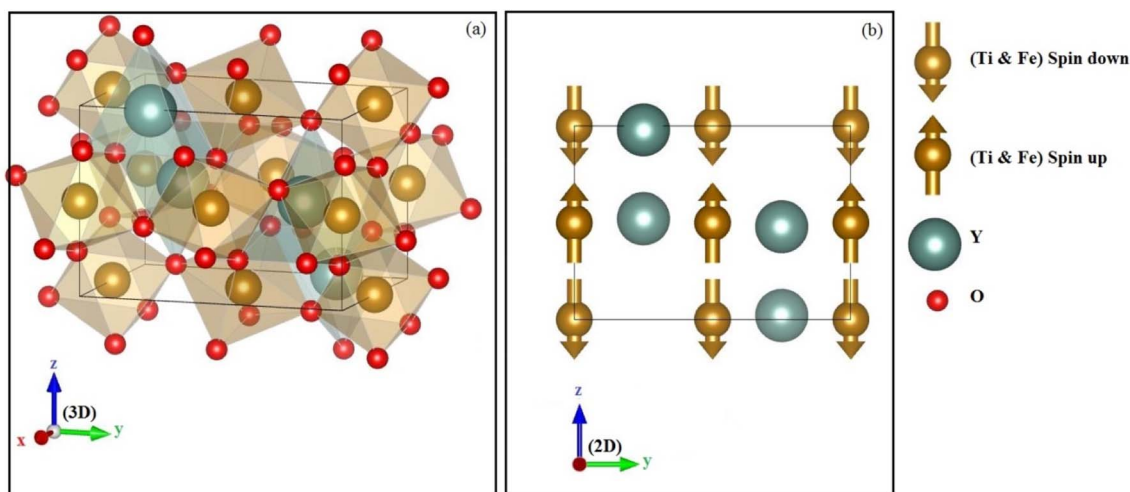 (a)
(3D)
z
y
x
(b)
(2D)
z
y
(Ti & Fe) Spin down
(Ti & Fe) Spin up
Y
O